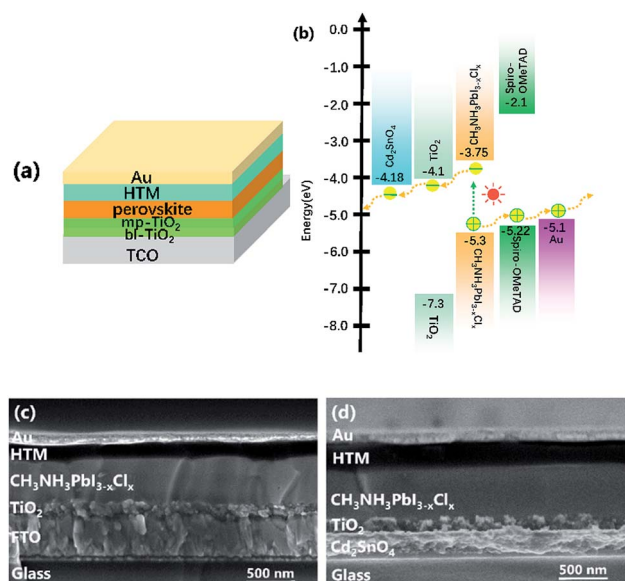 (a)
Au
HTM
perovskite
mp-TiO₂
bl-TiO₂
TCO
(b)
Energy(eV)
0.0
-1.0
-2.0
-3.0
-4.0
-5.0
-6.0
-7.0
-8.0
Cd₂SnO₄
-4.18
TiO₂
-4.1
CH₃NH₃PbI₃₋ₓClₓ
-3.75
Spiro-
OMeTAD
-2.1
-7.3
TiO₂
-5.3
CH₃NH₃PbI₃₋ₓClₓ
-5.22
Spiro-OMeTAD
-5.1
Au
(c)
Au
HTM
CH₃NH₃PbI₃₋ₓClₓ
TiO₂
FTO
Glass
500 nm
(d)
Au
HTM
CH₃NH₃PbI₃₋ₓClₓ
TiO₂
Cd₂SnO₄
Glass
500 nm